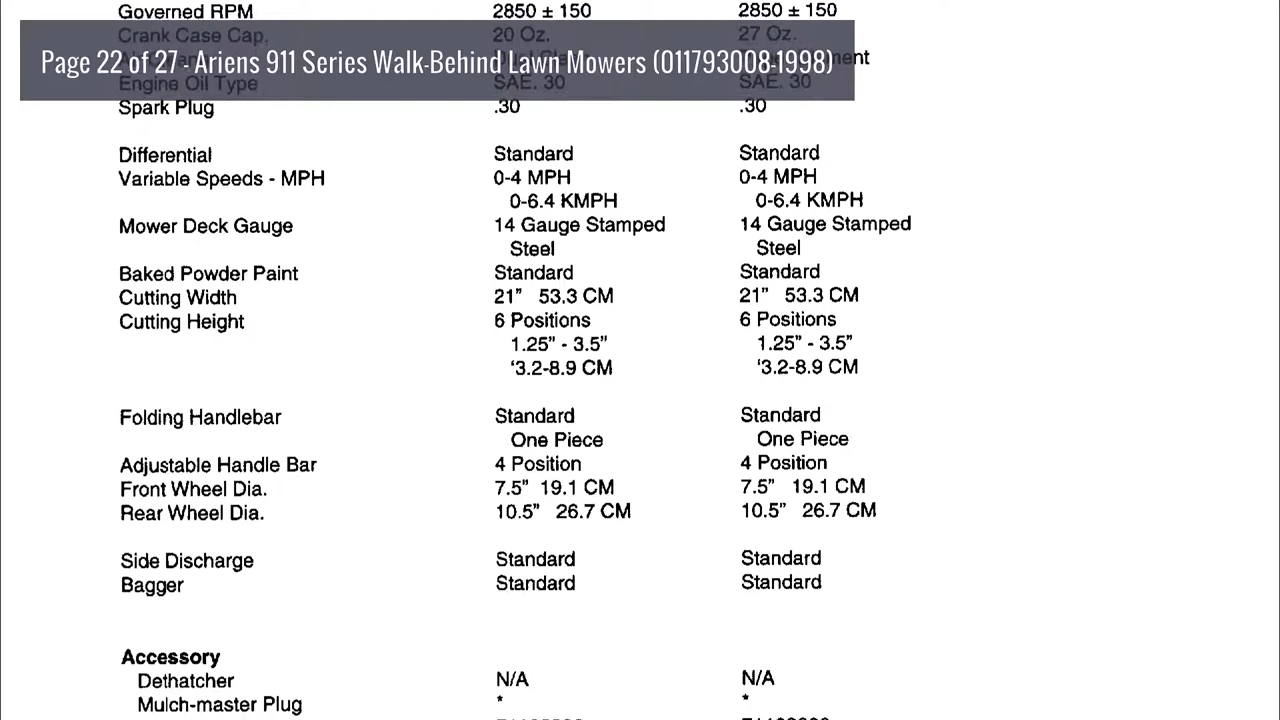 Governed RPM 2850 ± 150 2850 ± 150
Crank Case Cap. 20 Oz. 27 Oz.
Page 22 of 27 - Ariens 911 Series Walk-Behind Lawn Mowers (011793008-1998)
Engine Oil Type SAE. 30 SAE. 30
Spark Plug .30 .30
Differential Standard Standard
Variable Speeds - MPH 0-4 MPH 0-4 MPH
0-6.4 KMPH 0-6.4 KMPH
Mower Deck Gauge 14 Gauge Stamped 14 Gauge Stamped
Steel Steel
Baked Powder Paint Standard Standard
Cutting Width 21” 53.3 CM 21” 53.3 CM
Cutting Height 6 Positions 6 Positions
1.25” - 3.5” 1.25” - 3.5”
‘3.2-8.9 CM ‘3.2-8.9 CM
Folding Handlebar Standard Standard
One Piece One Piece
Adjustable Handle Bar 4 Position 4 Position
Front Wheel Dia. 7.5” 19.1 CM 7.5” 19.1 CM
Rear Wheel Dia. 10.5” 26.7 CM 10.5” 26.7 CM
Side Discharge Standard Standard
Bagger Standard Standard
Accessory
Dethatcher N/A N/A
Mulch-master Plug * *